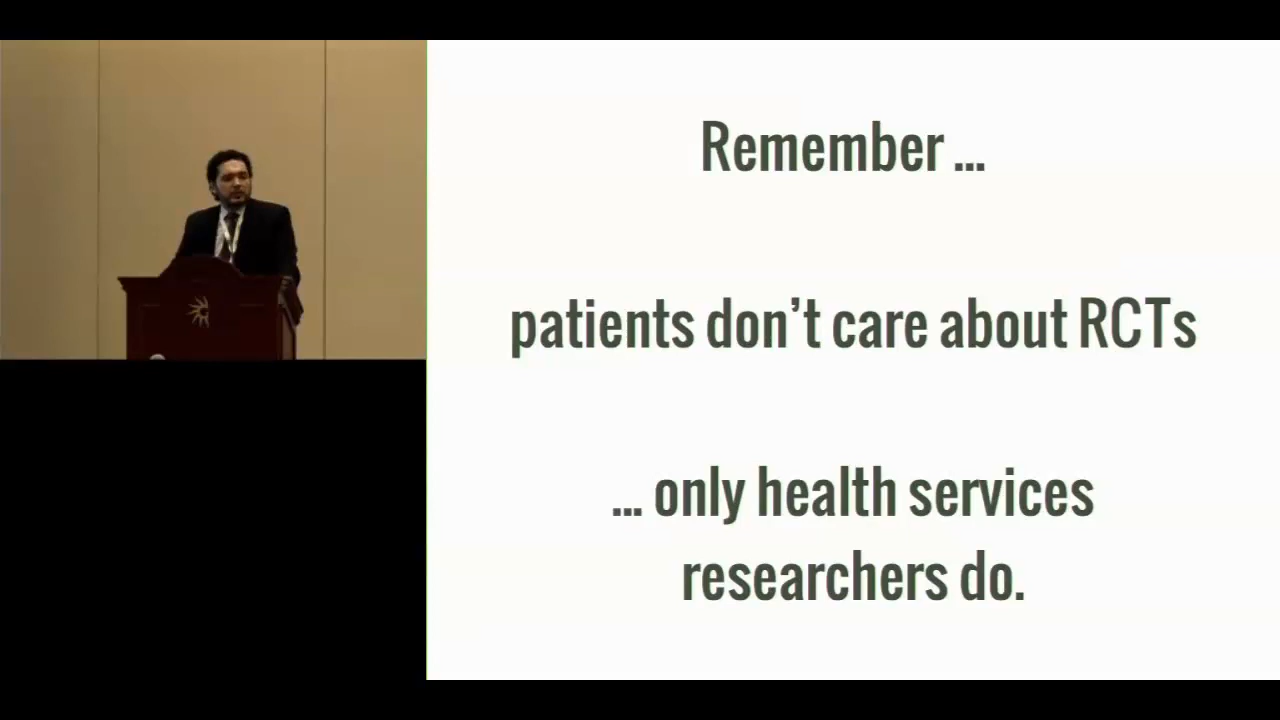 Remember ...
patients don't care about RCTs
... only health services
researchers do.